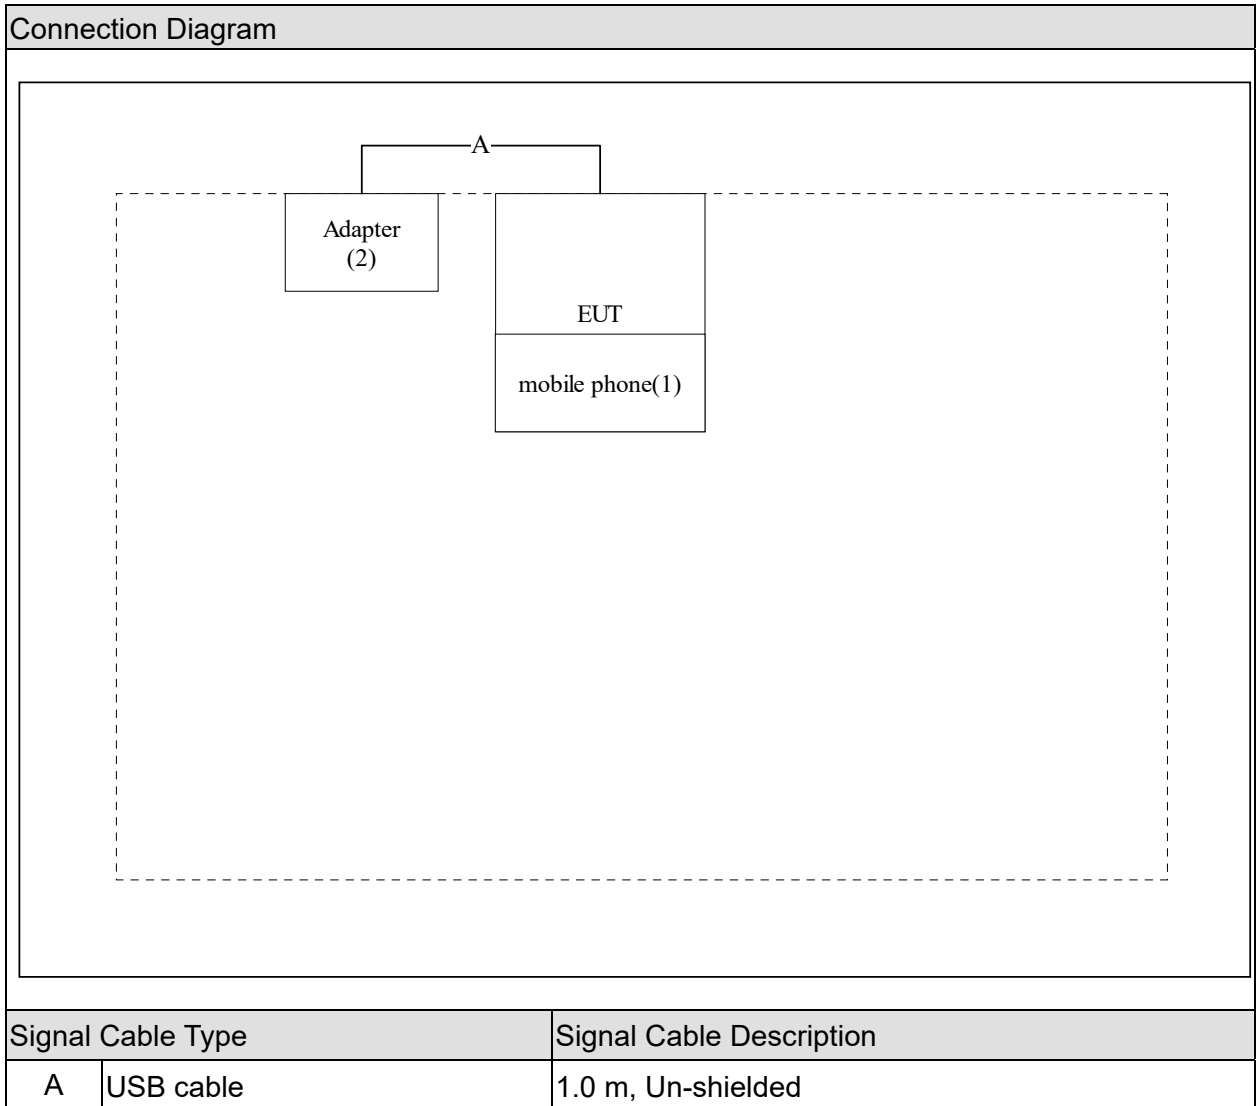 Connection Diagram
A
Adapter
(2)
EUT
mobile phone(1)
Signal Cable Type Signal Cable Description
A USB cable 1.0 m, Un-shielded